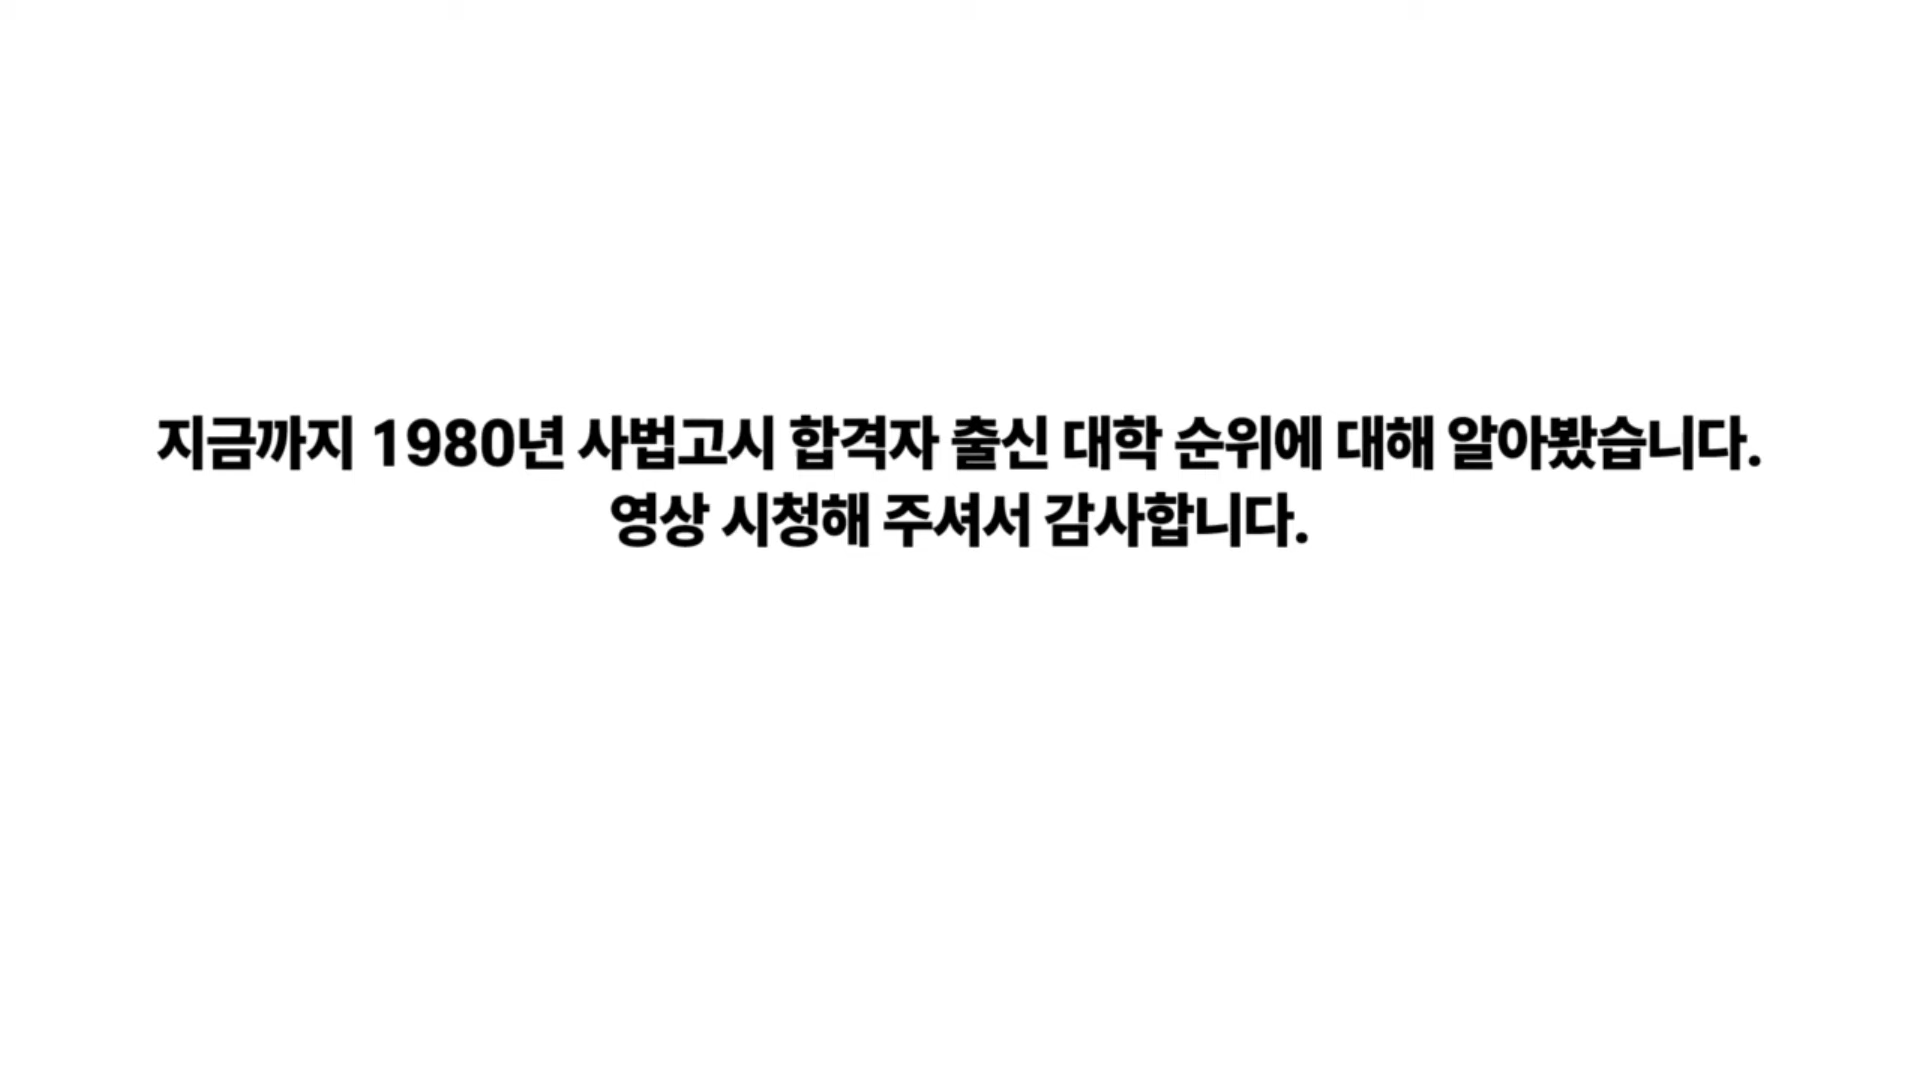 지금까지 1980년 사법고시 합격자 출신 대학 순위에 대해 알아봤습니다.
영상 시청해 주셔서 감사합니다.